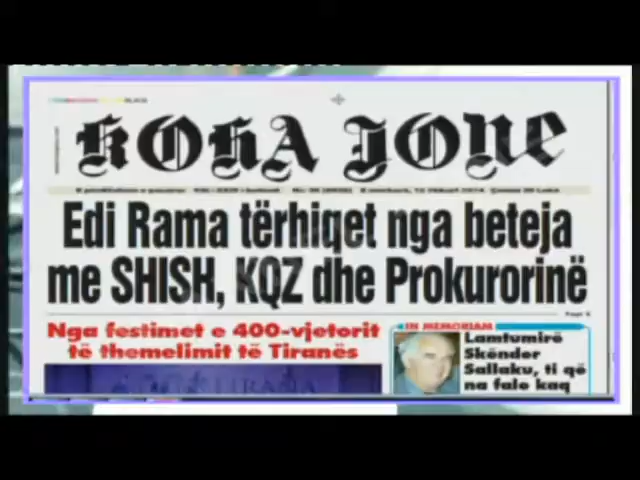 KOHA JONE
Edi Rama tërhiqet nga beteja
me SHISH, KQZ dhe Prokurorinë
Nga festimet e 400-vjetorit
të themelimit të Tiranës
IN MEMORIAM
Lamtumirë
Skënder
Sallaku, ti që
na fale kaq
TIRANA